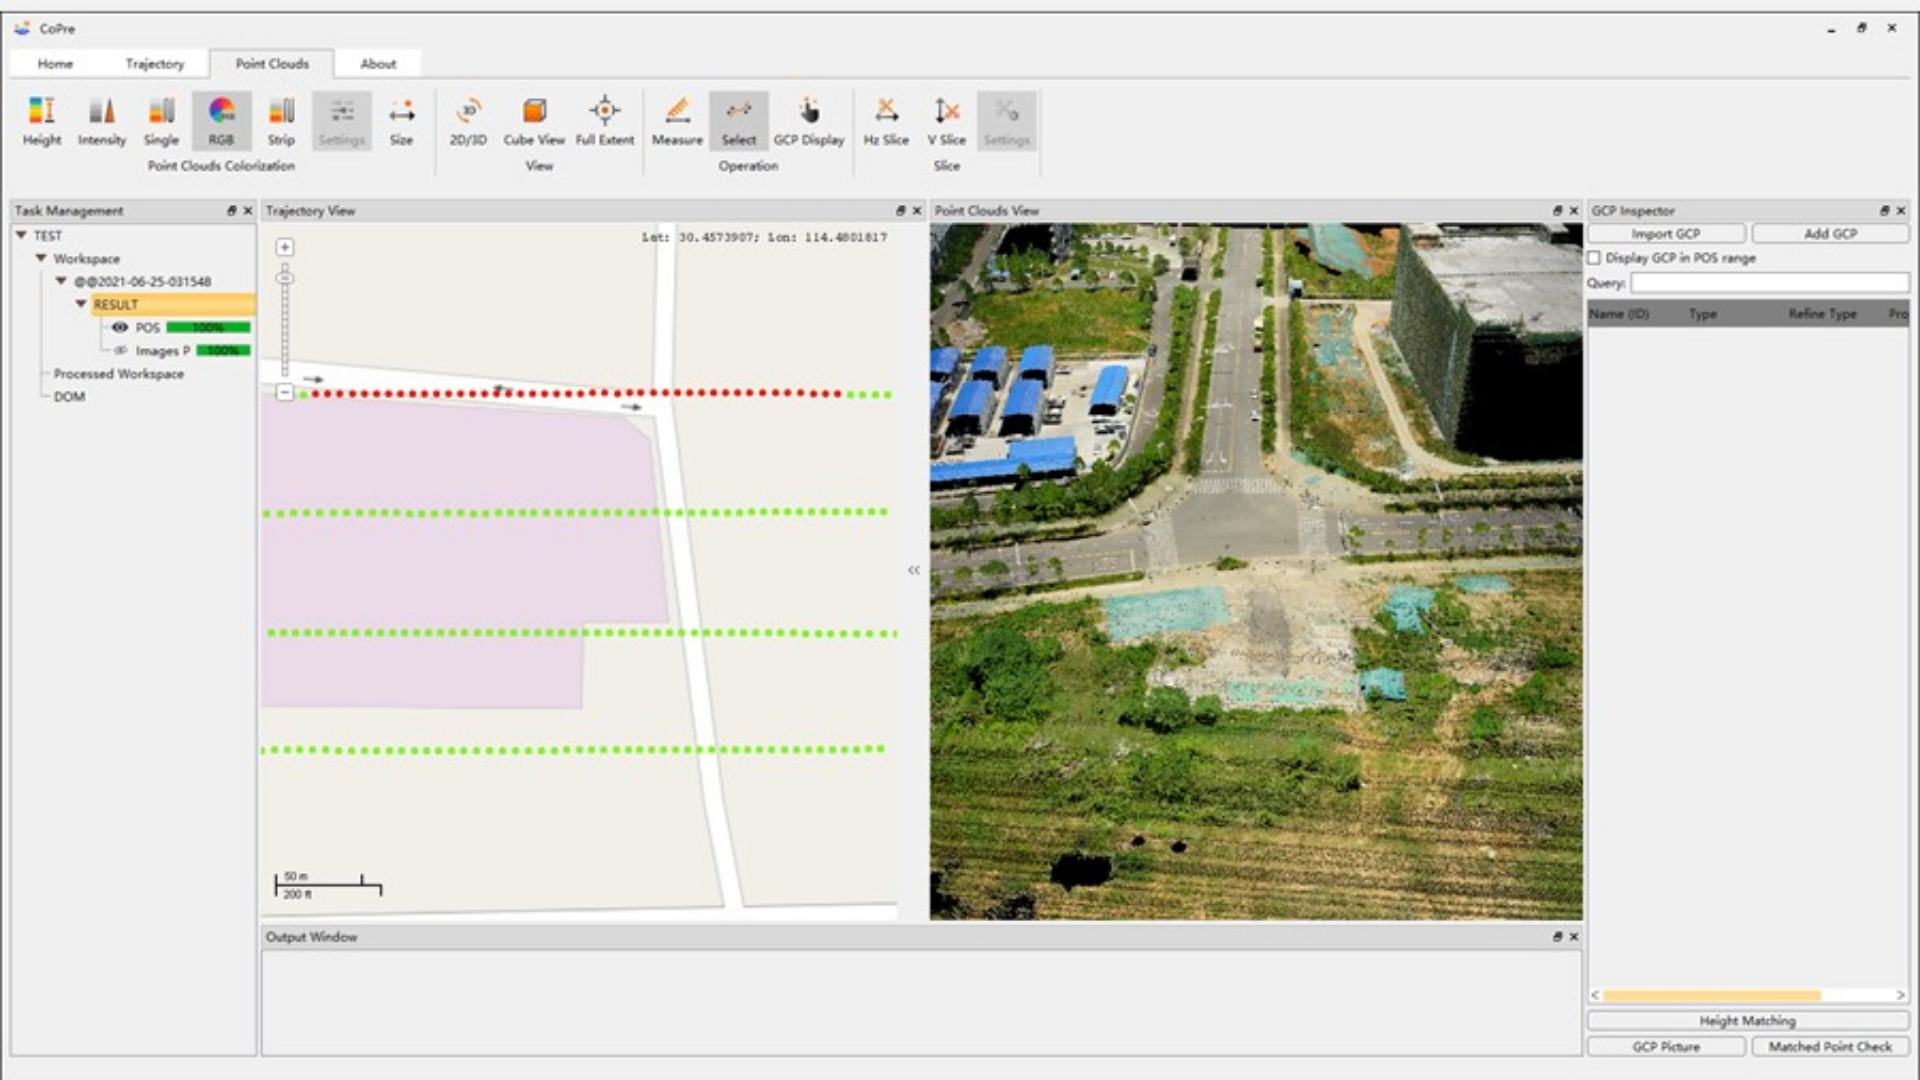 CoPre
Home Trajectory Point Clouds About
Height Intensity Single RGB Strip Settings Size 2D/3D Cube View Full Extent Measure Select GCP Display Hz Slice V Slice Settings
Point Clouds Colorization View Operation Slice
Task Management
TEST
Workspace
@@2021-06-25-031548
RESULT
POS 100%
Images P 100%
Processed Workspace
DOM
Trajectory View
Lat: 30.4573907; Lon: 114.4801817
50 m
200 ft
Point Clouds View
GCP Inspector
Import GCP Add GCP
Display GCP in POS range
Query:
Name (ID) Type Refine Type Pro
Output Window
Height Matching
GCP Picture Matched Point Check